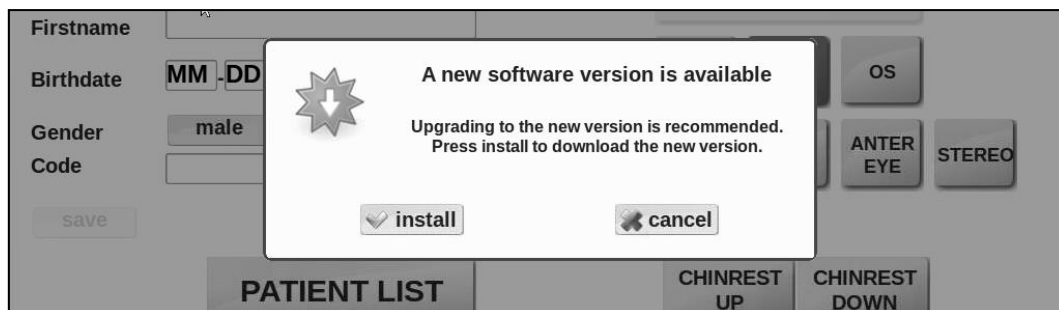 Firstname
Birthdate
MM - DD
Gender
male
Code
save
PATIENT LIST
OS
ANTER
EYE
STEREO
CHINREST
UP
CHINREST
DOWN
A new software version is available
Upgrading to the new version is recommended.
Press install to download the new version.
install
cancel